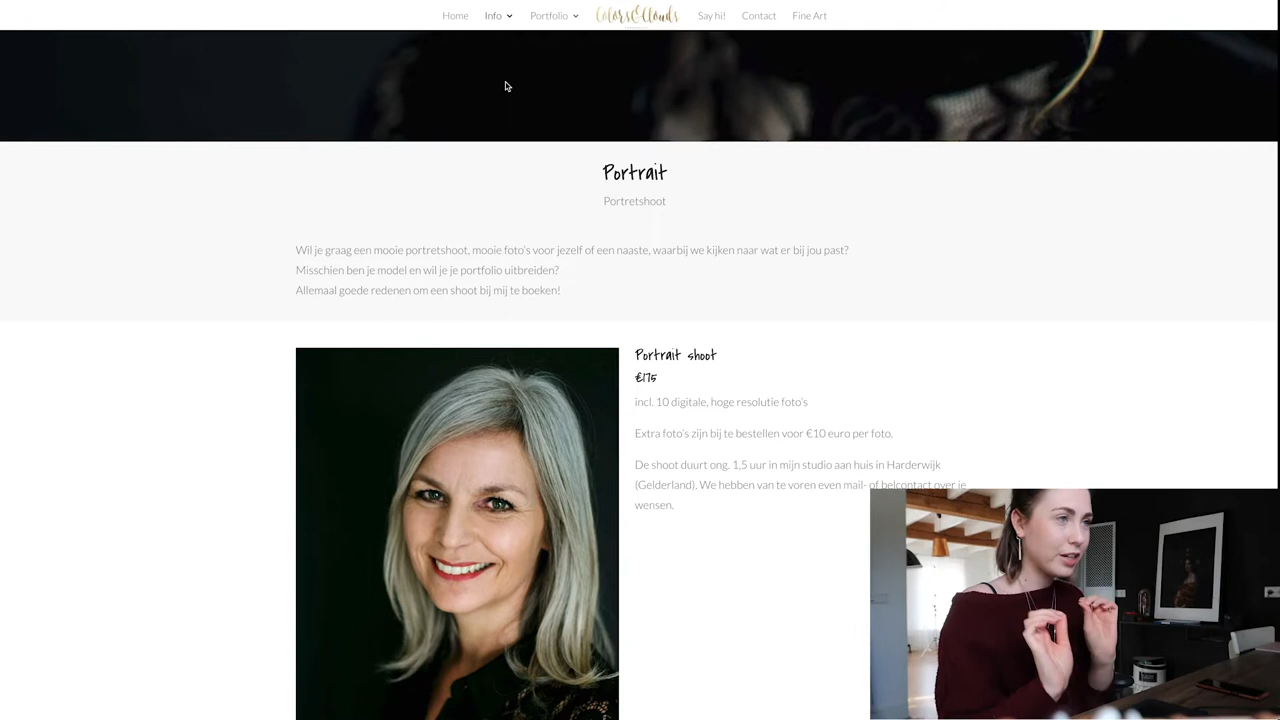 Home Info Portfolio Colors&Clouds Say hi! Contact Fine Art
Portrait
Portretshoot
Wil je graag een mooie portretshoot, mooie foto's voor jezelf of een naaste, waarbij we kijken naar wat er bij jou past?
Misschien ben je model en wil je je portfolio uitbreiden?
Allemaal goede redenen om een shoot bij mij te boeken!
Portrait shoot
€175
incl. 10 digitale, hoge resolutie foto's
Extra foto's zijn bij te bestellen voor €10 euro per foto.
De shoot duurt ong. 1,5 uur in mijn studio aan huis in Harderwijk
(Gelderland). We hebben van te voren even mail- of belcontact over je
wensen.